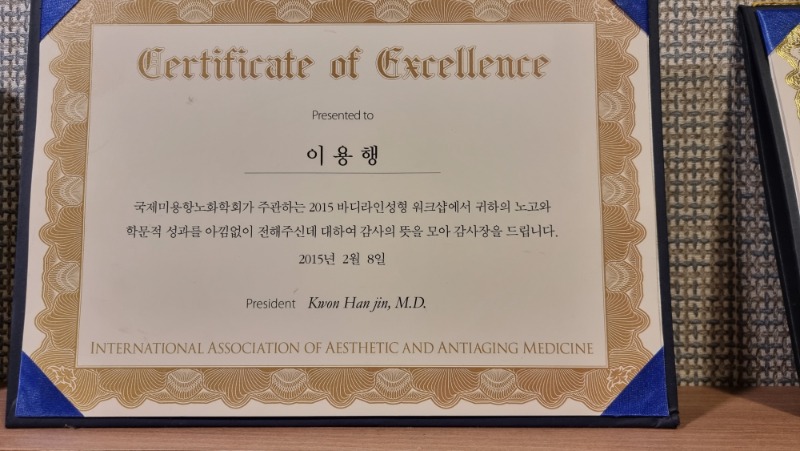 Certificate of Excellence
Presented to
이용행
국제미용항노화학회가 주관하는 2015 바디라인성형 워크샵에서 귀하의 노고와
학문적 성과를 아낌없이 전해주신데 대하여 감사의 뜻을 모아 감사장을 드립니다.
2015년 2월 8일
President Kwon Han jin, M.D.
INTERNATIONAL ASSOCIATION OF AESTHETIC AND ANTIAGING MEDICINE